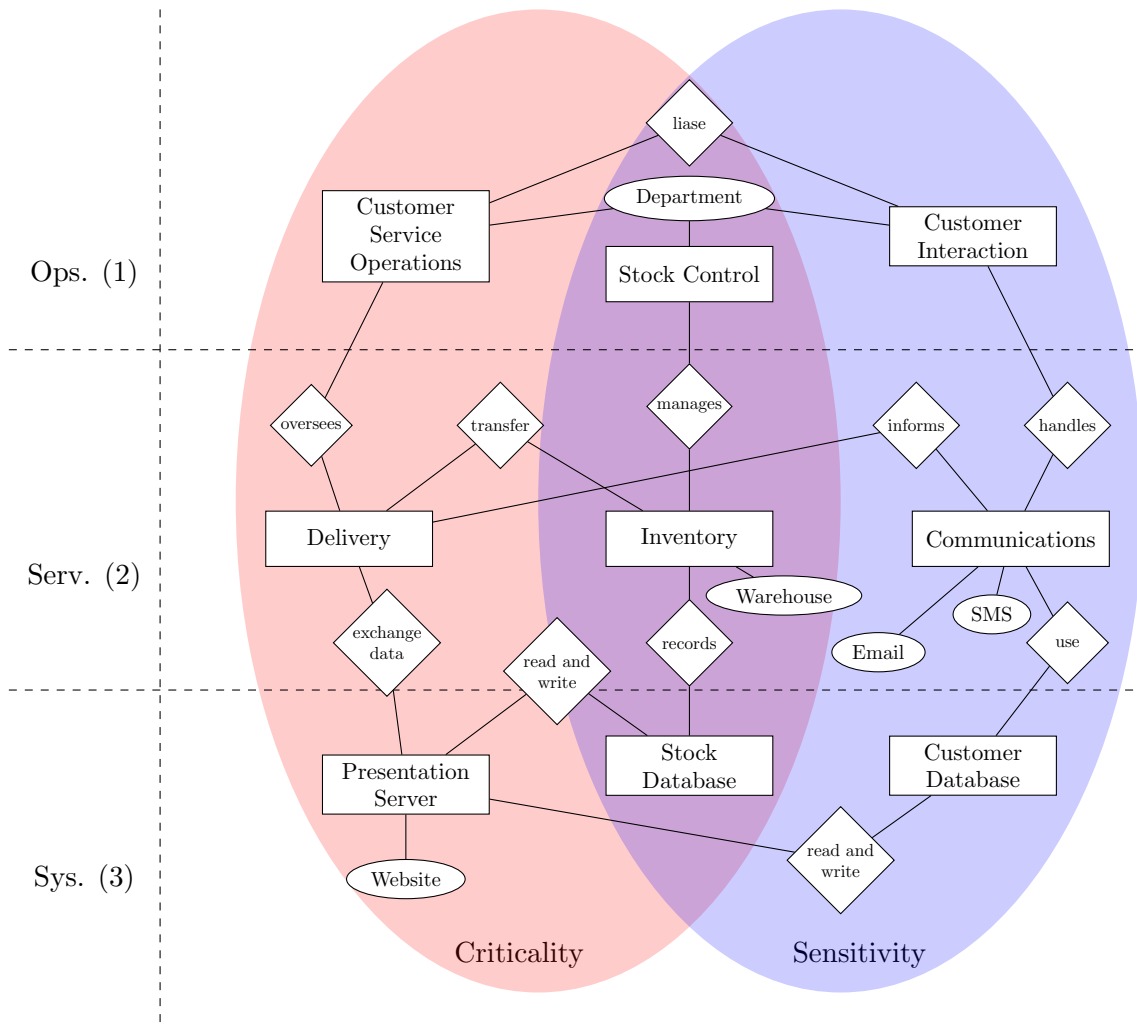 liase
Department
Customer
Service
Operations
Customer
Interaction
Ops. (1)
Stock Control
oversees
transfer
manages
informs
handles
Delivery
Inventory
Communications
Serv. (2)
Warehouse
SMS
exchange
data
read and
write
records
Email
use
Presentation
Server
Stock
Database
Customer
Database
read and
write
Sys. (3)
Website
Criticality
Sensitivity